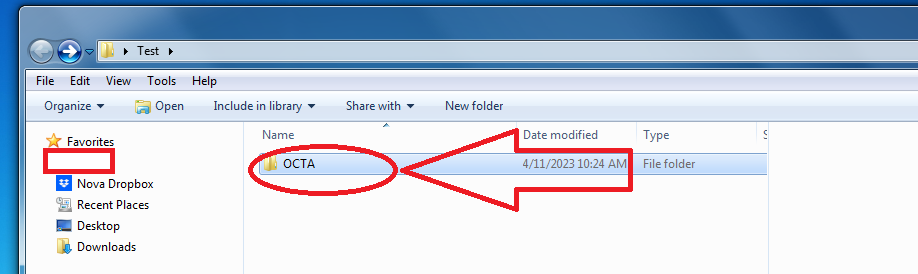 Test
File Edit View Tools Help
Organize Open Include in library Share with New folder
Name Date modified Type S
OCTA 4/11/2023 10:24 AM File folder
Favorites
Nova Dropbox
Recent Places
Desktop
Downloads